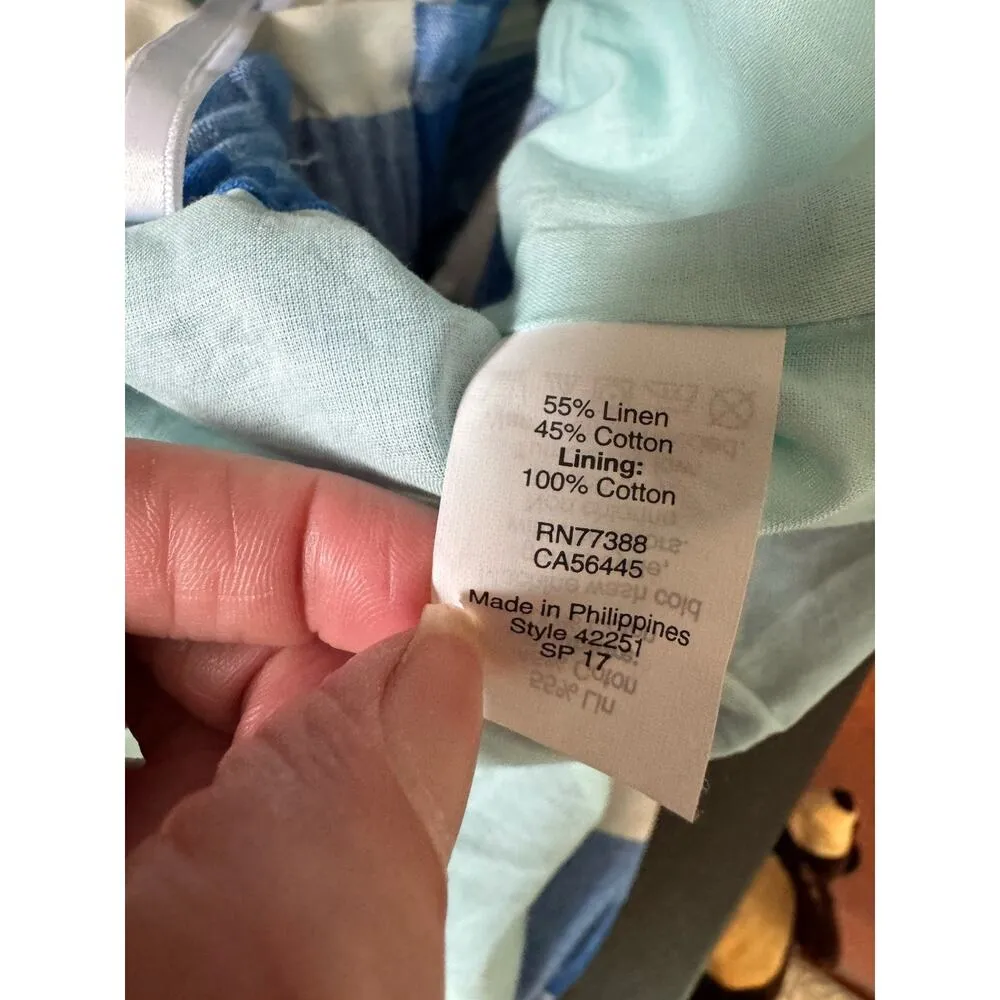 55% Linen
45% Cotton
Lining:
100% Cotton
RN77388
CA56445
Made in Philippines
Style 42251
SP 17